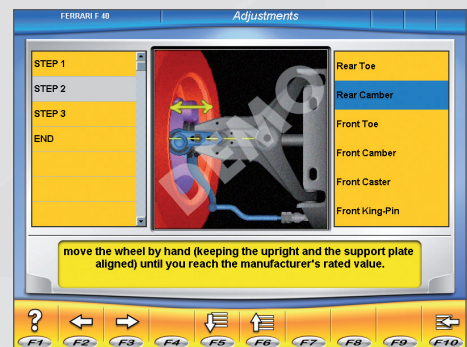 FERRARI F 40
Adjustments
STEP 1
STEP 2
STEP 3
END
DEMO
Rear Toe
Rear Camber
Front Toe
Front Camber
Front Caster
Front King-Pin
move the wheel by hand (keeping the upright and the support plate
aligned) until you reach the manufacturer's rated value.
?
F1 F2 F3 F4 F5 F6 F7 F8 F9 F10